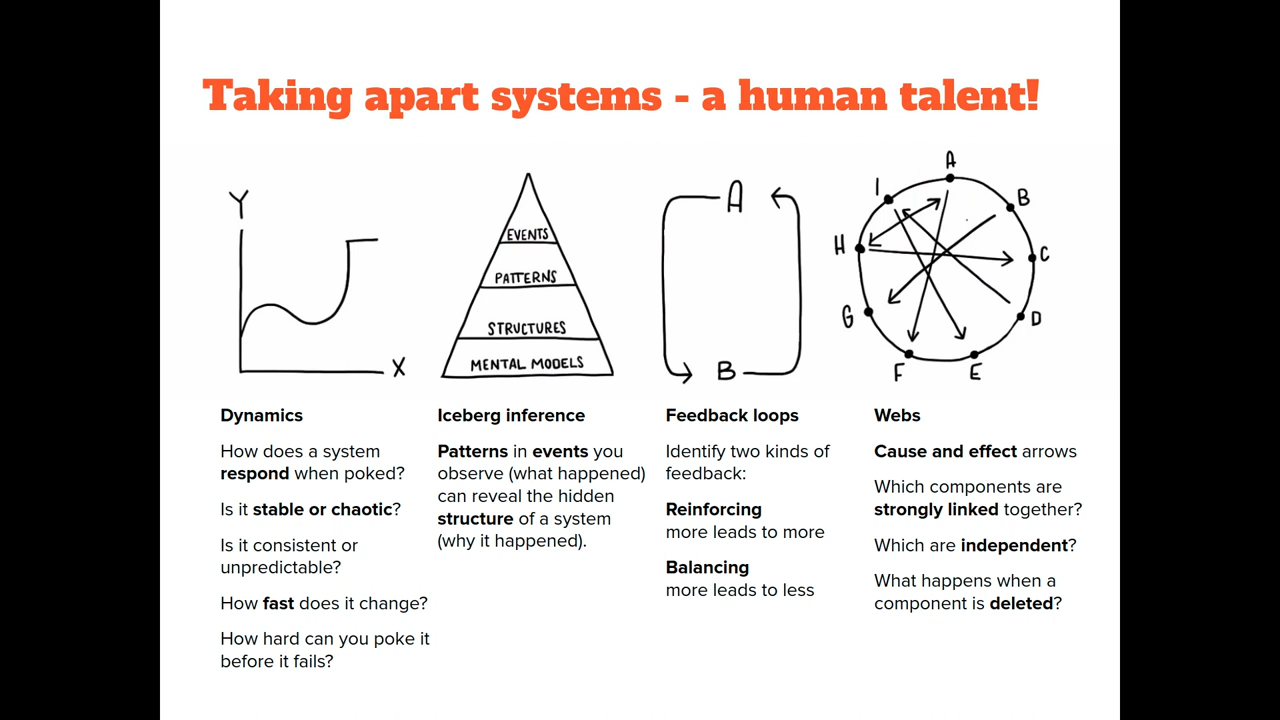 Taking apart systems - a human talent!
Y
X
EVENTS
PATTERNS
STRUCTURES
MENTAL MODELS
A
B
A
B
C
D
E
F
G
H
I
Dynamics
How does a system
respond when poked?
Is it stable or chaotic?
Is it consistent or
unpredictable?
How fast does it change?
How hard can you poke it
before it fails?
Iceberg inference
Patterns in events you
observe (what happened)
can reveal the hidden
structure of a system
(why it happened).
Feedback loops
Identify two kinds of
feedback:
Reinforcing
more leads to more
Balancing
more leads to less
Webs
Cause and effect arrows
Which components are
strongly linked together?
Which are independent?
What happens when a
component is deleted?